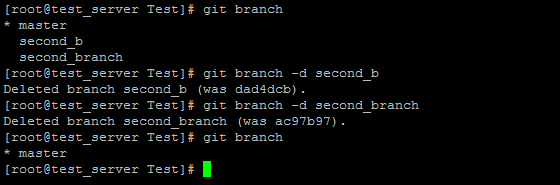 [root@test_server Test]# git branch
* master
  second_b
  second_branch
[root@test_server Test]# git branch -d second_b
Deleted branch second_b (was dad4dcb).
[root@test_server Test]# git branch -d second_branch
Deleted branch second_branch (was ac97b97).
[root@test_server Test]# git branch
* master
[root@test_server Test]#